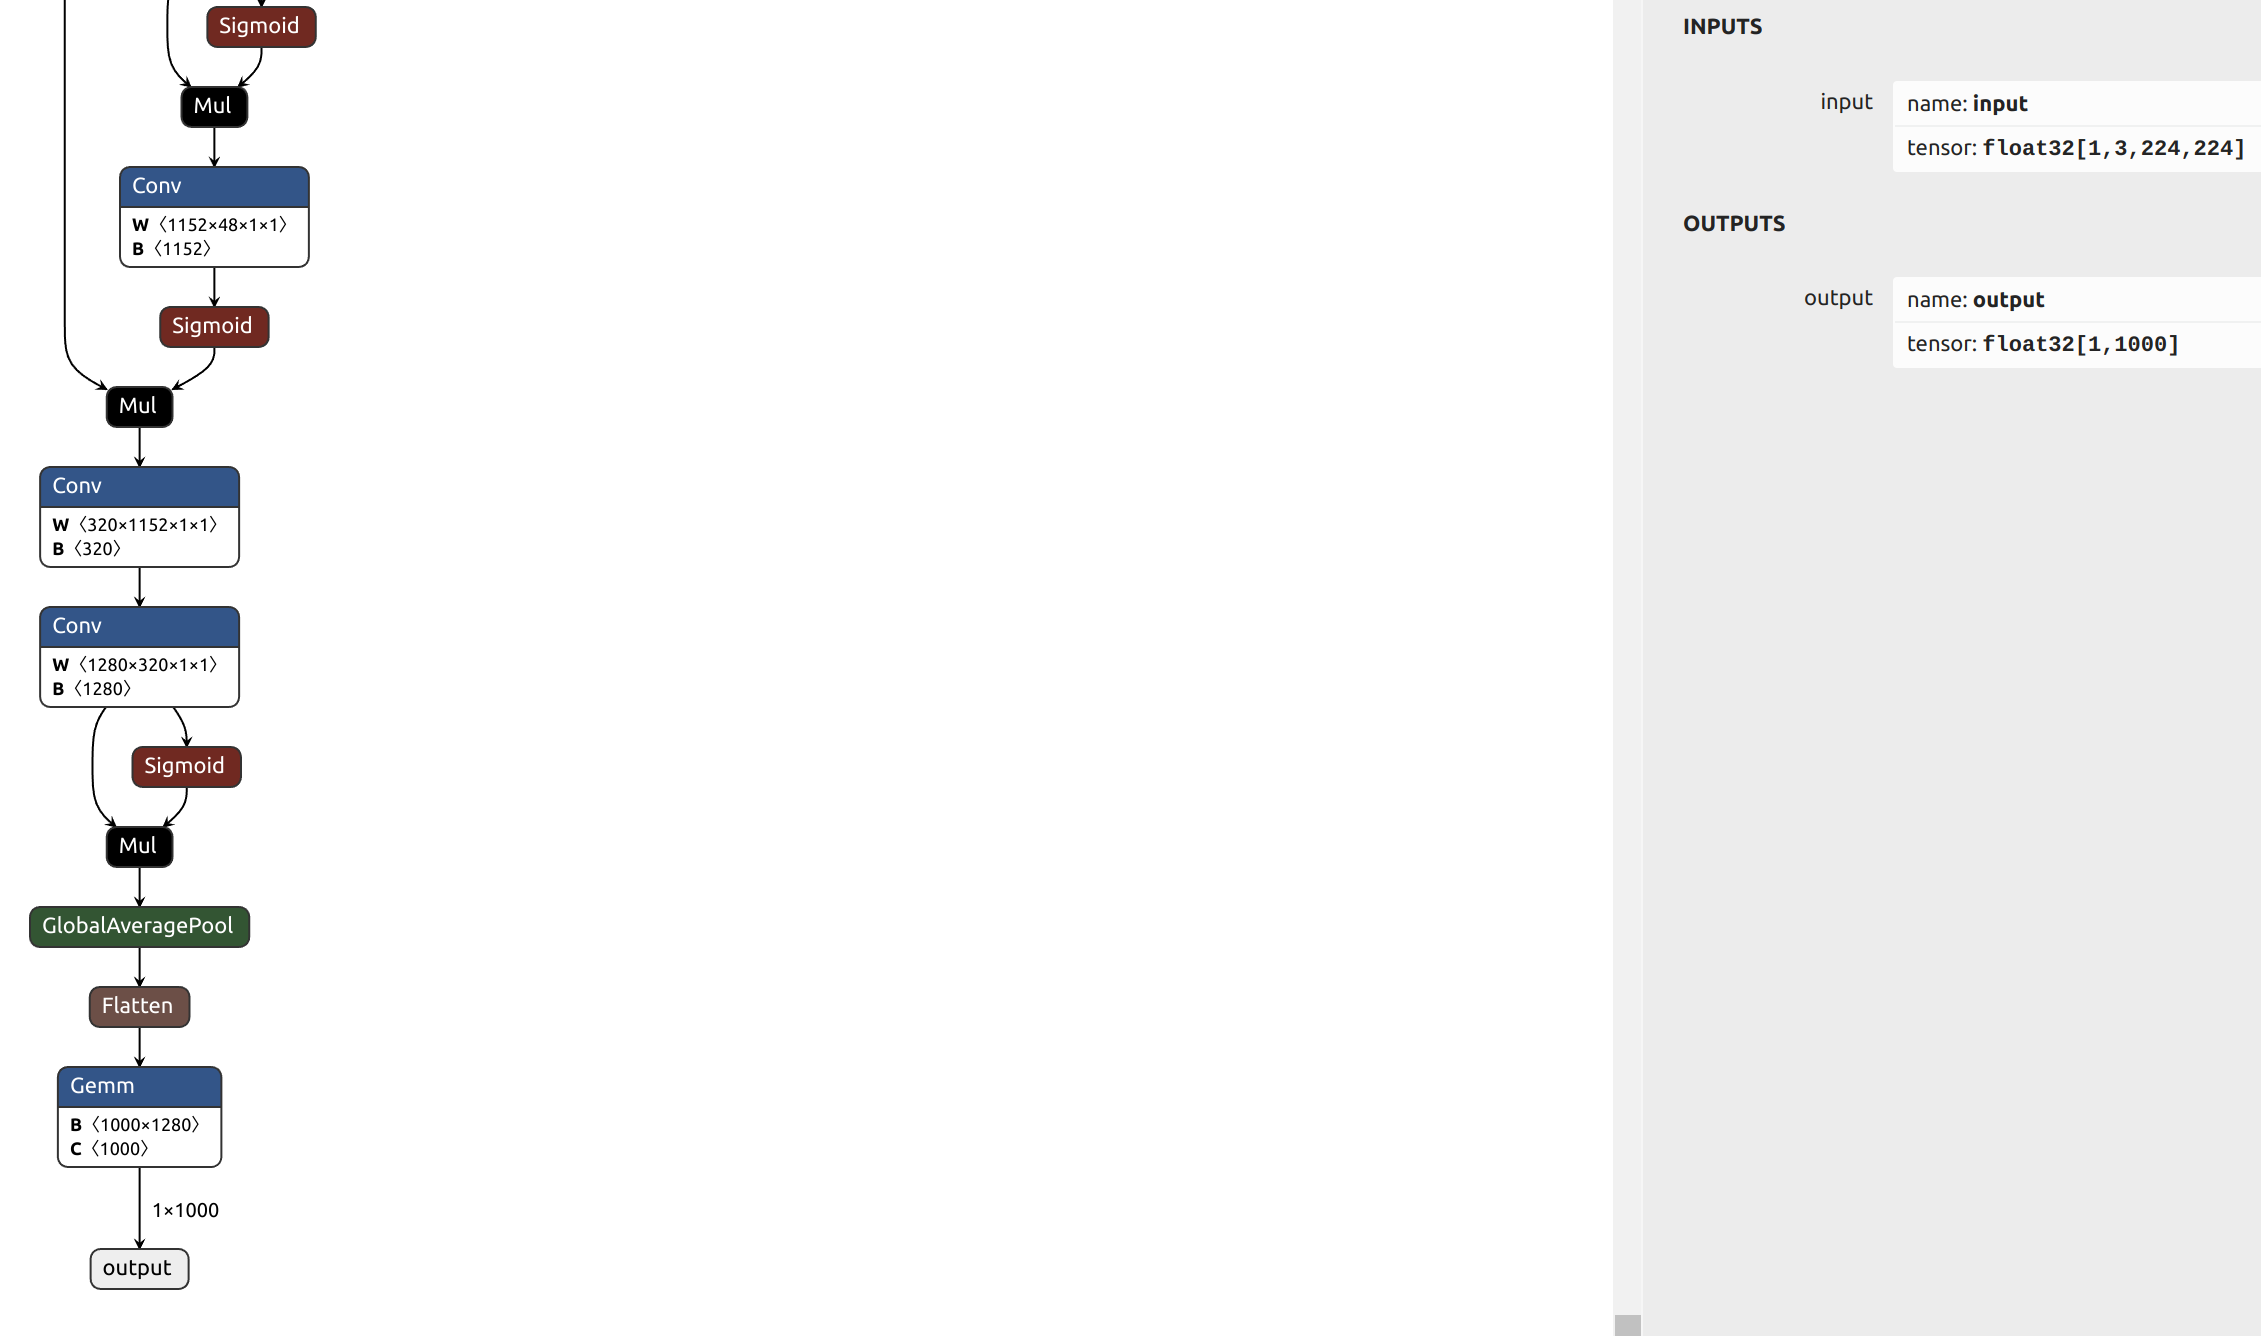 Sigmoid
Mul
Conv
W 〈1152×48×1×1〉
B 〈1152〉
Sigmoid
Mul
Conv
W 〈320×1152×1×1〉
B 〈320〉
Conv
W 〈1280×320×1×1〉
B 〈1280〉
Sigmoid
Mul
GlobalAveragePool
Flatten
Gemm
B 〈1000×1280〉
C 〈1000〉
1×1000
output
INPUTS
input
name: input
tensor: float32[1,3,224,224]
OUTPUTS
output
name: output
tensor: float32[1,1000]